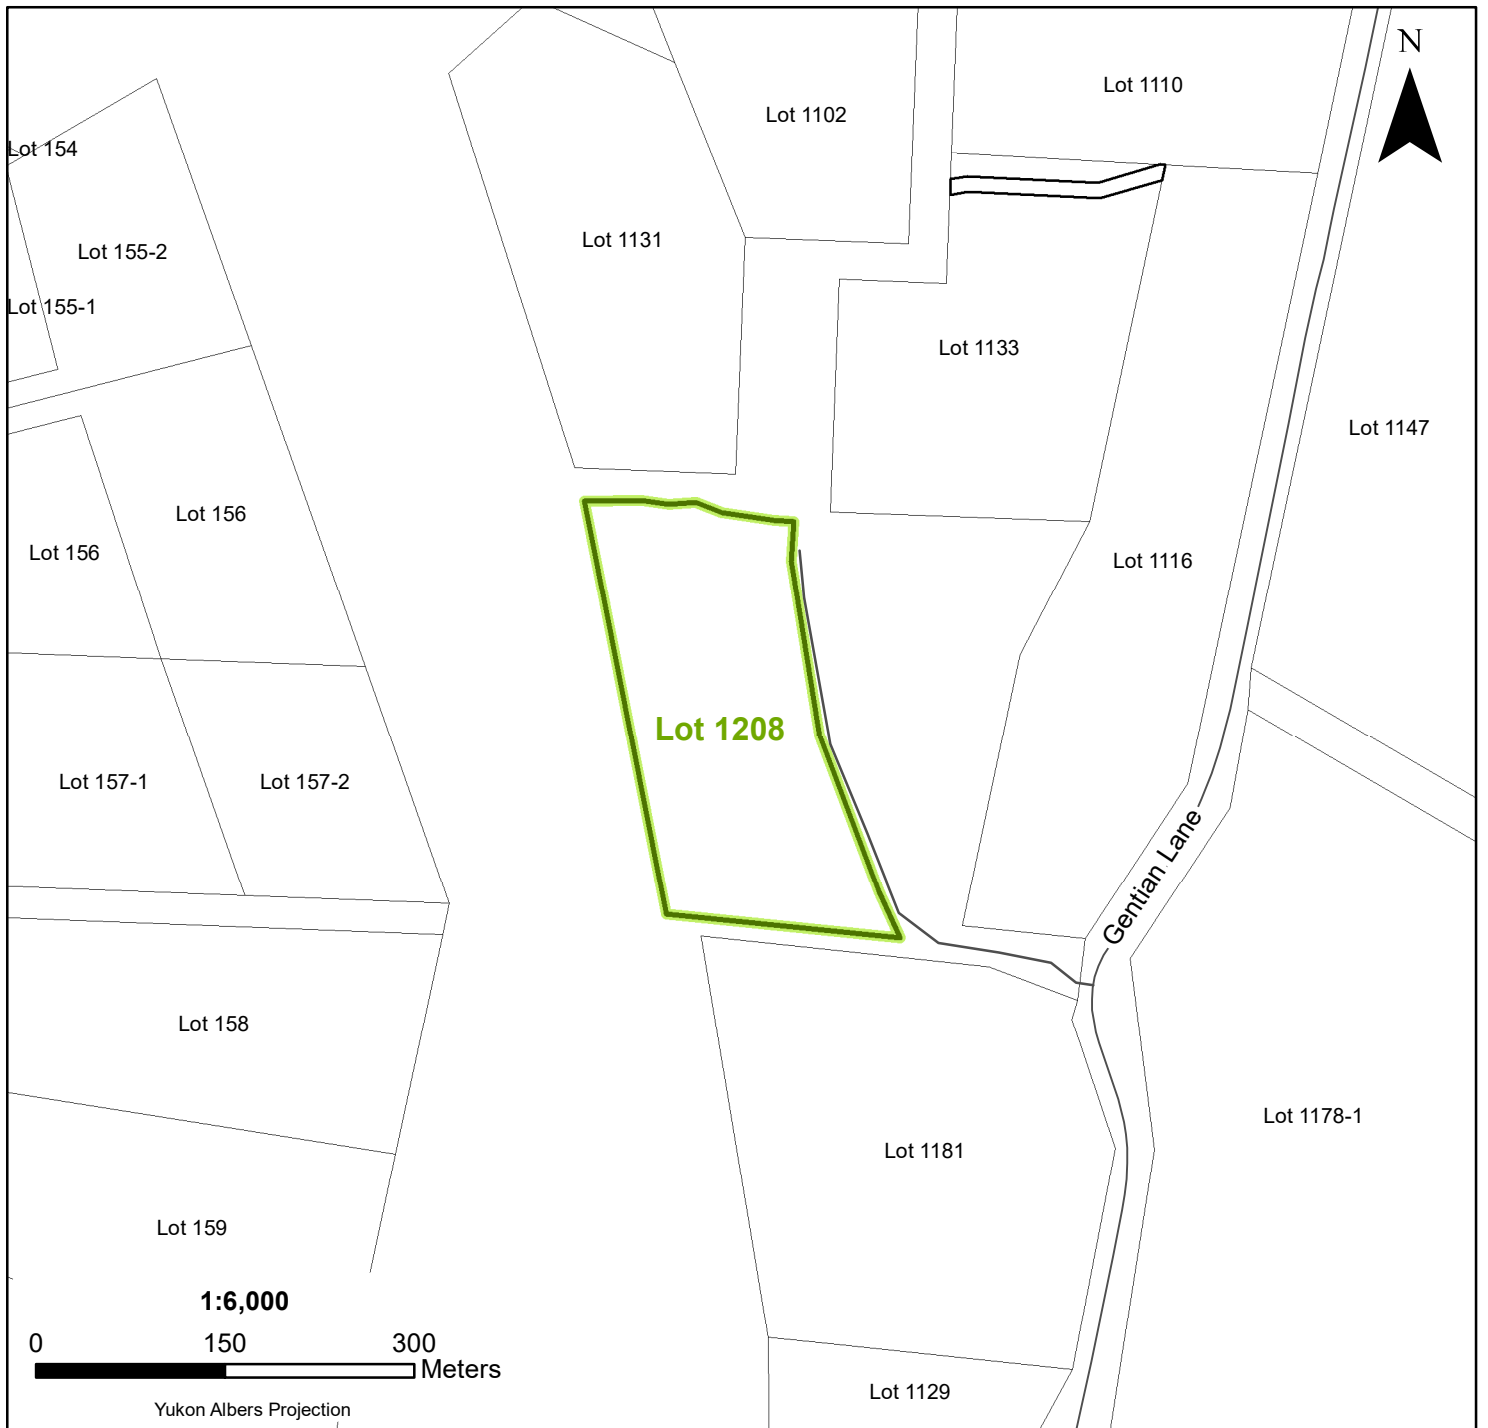 N
Lot 1110
Lot 1102
Lot 154
Lot 1131
Lot 155-2
Lot 155-1
Lot 1133
Lot 1147
Lot 156
Lot 156
Lot 1116
Lot 1208
Lot 157-1
Lot 157-2
Gentian Lane
Lot 158
Lot 1178-1
Lot 1181
Lot 159
1:6,000
0 150 300
Meters
Lot 1129
Yukon Albers Projection